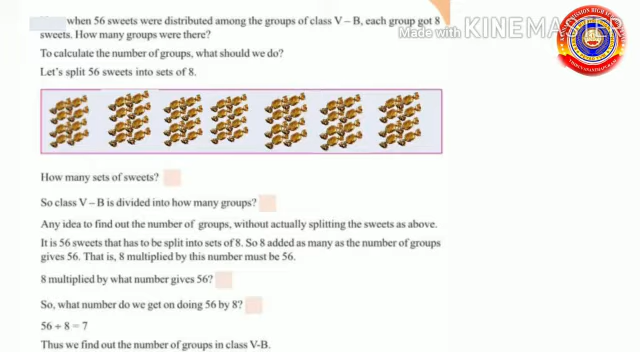 when 56 sweets were distributed among the groups of class V – B, each group got 8
sweets. How many groups were there?
Made with KINEMASTER
To calculate the number of groups, what should we do?
Let's split 56 sweets into sets of 8.
How many sets of sweets?
So class V – B is divided into how many groups?
Any idea to find out the number of groups, without actually splitting the sweets as above.
It is 56 sweets that has to be split into sets of 8. So 8 added as many as the number of groups
gives 56. That is, 8 multiplied by this number must be 56.
8 multiplied by what number gives 56?
So, what number do we get on doing 56 by 8?
56 ÷ 8 = 7
Thus we find out the number of groups in class V-B.